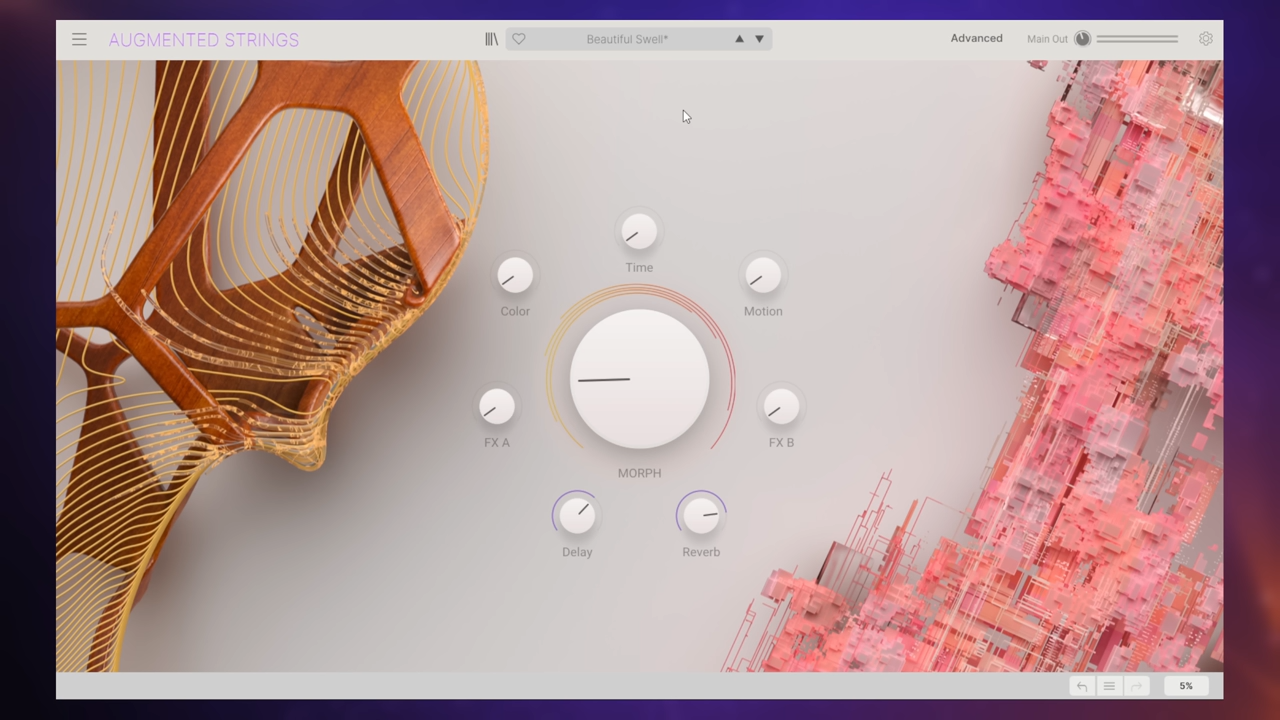 AUGMENTED STRINGS
Beautiful Swell*
Advanced
Main Out
Time
Color
Motion
FX A
FX B
MORPH
Delay
Reverb
5%